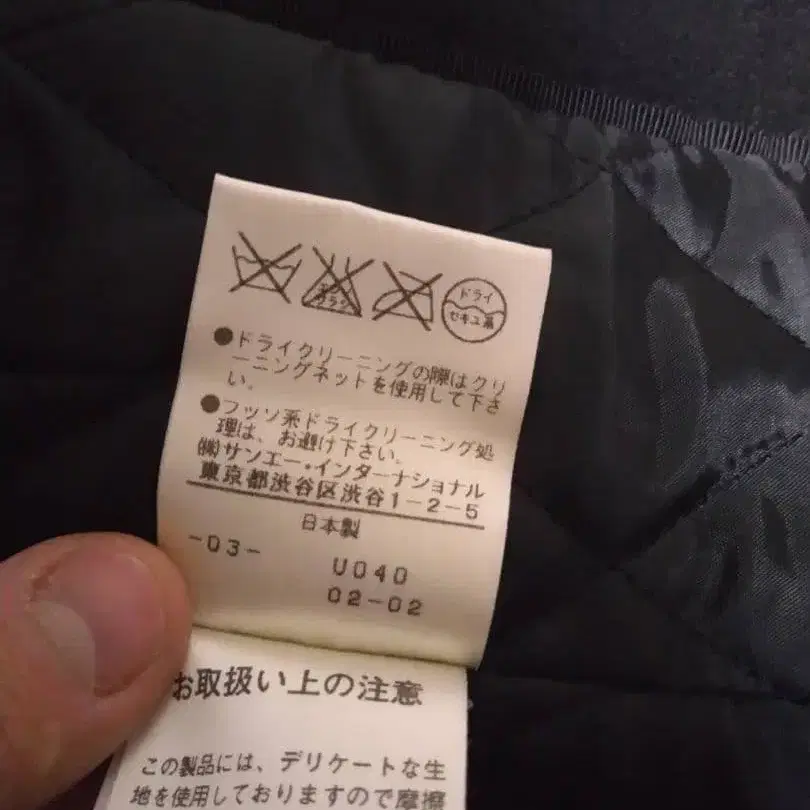 エンソ
サラシ
ドライ
セキユ系
●ドライクリーニングの際はクリ
ーニングネットを使用して下さ
い。
●フッソ系ドライクリーニング処
理は、お避け下さい。
㈱サンエー・インターナショナル
東京都渋谷区渋谷1-2-5
日本製
-03-
U040
02-02
お取扱い上の注意
この製品には、デリケートな生
地を使用しておりますので摩擦